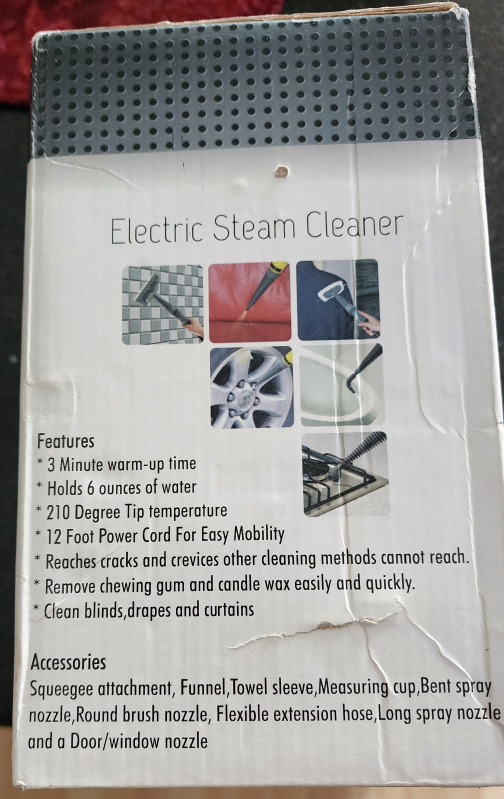 Electric Steam Cleaner
Features
* 3 Minute warm-up time
* Holds 6 ounces of water
* 210 Degree Tip temperature
* 12 Foot Power Cord For Easy Mobility
* Reaches cracks and crevices other cleaning methods cannot reach.
* Remove chewing gum and candle wax easily and quickly.
* Clean blinds,drapes and curtains
Accessories
Squeegee attachment, Funnel,Towel sleeve,Measuring cup,Bent spray
nozzle,Round brush nozzle, Flexible extension hose,Long spray nozzle
and a Door/window nozzle